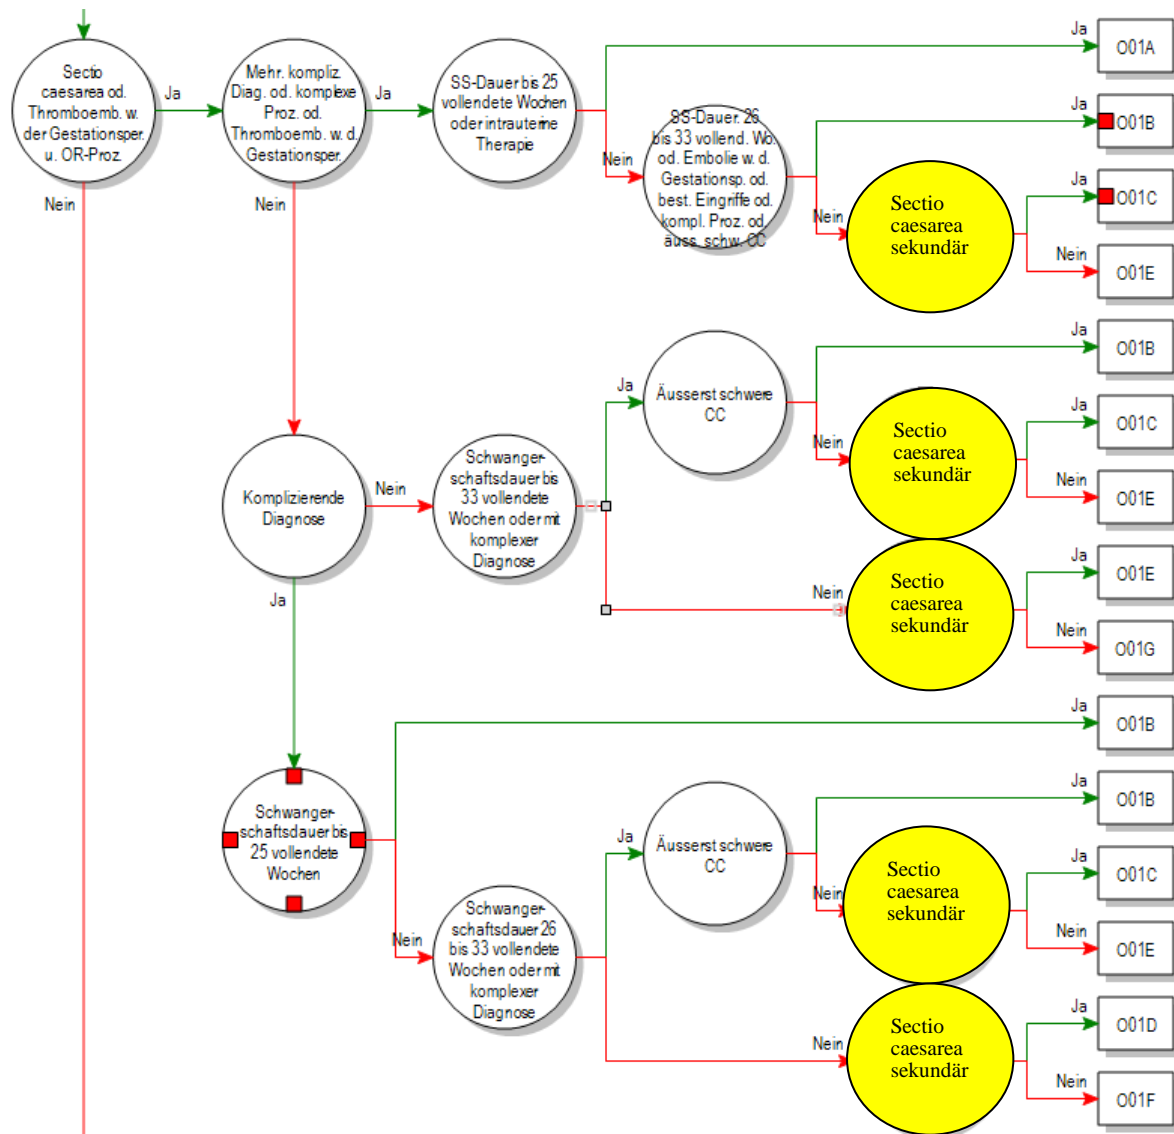 Sectio
caesarea od.
Thromboemb. w.
der Gestationsper.
u. OR-Proz.
Ja
Nein
Mehr. kompliz.
Diag. od. komplexe
Proz. od.
Thromboemb. w. d.
Gestationsper.
Ja
Nein
SS-Dauer bis 25
vollendete Wochen
oder intrauterine
Therapie
Ja
O01A
Nein
SS-Dauer. 26
bis 33 vollend. Wo.
od. Embolie w. d.
Gestationsp. od.
best. Eingriffe od.
kompl. Proz. od.
äuss. schw. CC
Ja
O01B
Nein
Sectio
caesarea
sekundär
Ja
O01C
Nein
O01E
Komplizierende
Diagnose
Nein
Ja
Schwanger-
schaftsdauer bis
33 vollendete
Wochen oder mit
komplexer
Diagnose
Ja
Äusserst schwere
CC
Ja
O01B
Nein
Sectio
caesarea
sekundär
Ja
O01C
Nein
O01E
Nein
Sectio
caesarea
sekundär
Ja
O01E
Nein
O01G
Schwanger-
schaftsdauer bis
25 vollendete
Wochen
Ja
O01B
Nein
Schwanger-
schaftsdauer 26
bis 33 vollendete
Wochen oder mit
komplexer
Diagnose
Ja
Äusserst schwere
CC
Ja
O01B
Nein
Sectio
caesarea
sekundär
Ja
O01C
Nein
O01E
Nein
Sectio
caesarea
sekundär
Ja
O01D
Nein
O01F